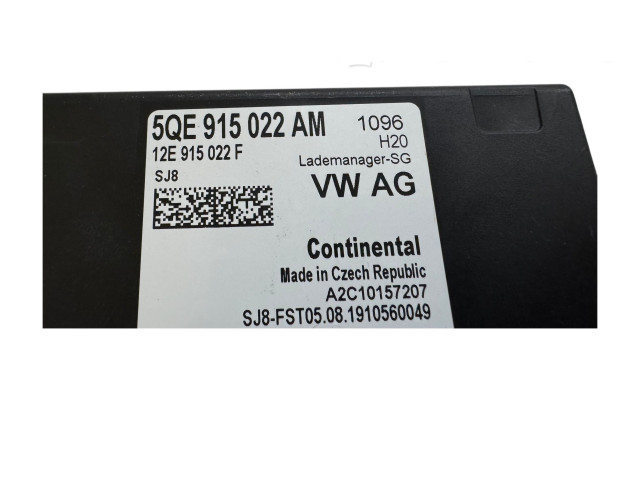 5QE 915 022 AM 1096
12E 915 022 F H20
SJ8 Lademanager-SG
VW AG
Continental
Made in Czech Republic
A2C10157207
SJ8-FST05.08.1910560049